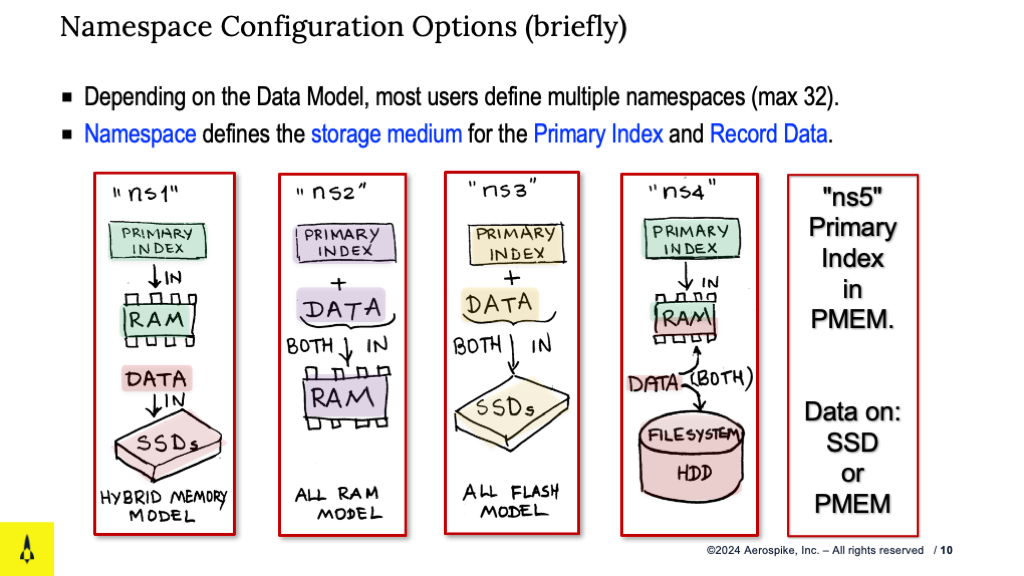 Namespace Configuration Options (briefly)
▪ Depending on the Data Model, most users define multiple namespaces (max 32).
▪ Namespace defines the storage medium for the Primary Index and Record Data.
"ns1"
PRIMARY
INDEX
IN
RAM
DATA
IN
SSDs
HYBRID MEMORY
MODEL
"ns2"
PRIMARY
INDEX
+
DATA
BOTH IN
RAM
ALL RAM
MODEL
"ns3"
PRIMARY
INDEX
+
DATA
BOTH IN
SSDs
ALL FLASH
MODEL
"ns4"
PRIMARY
INDEX
IN
RAM
DATA (BOTH)
FILESYSTEM
HDD
"ns5"
Primary
Index
in
PMEM.
Data on:
SSD
or
PMEM
©2024 Aerospike, Inc. – All rights reserved / 10